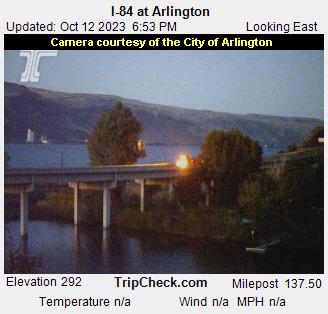 I-84 at Arlington
Updated: Oct 12 2023 6:53 PM Looking East
Camera courtesy of the City of Arlington
Elevation 292 TripCheck.com Milepost 137.50
Temperature n/a Wind n/a MPH n/a